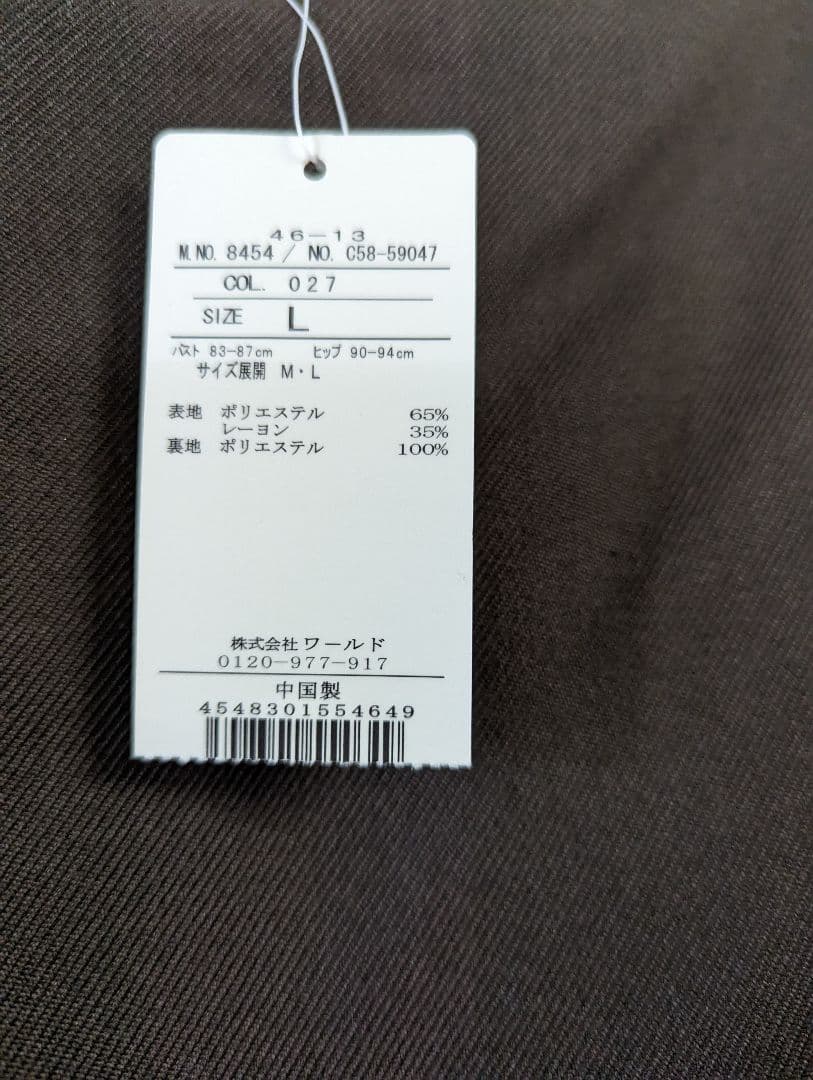 46-13
M.NO. 8454 / NO. C58-59047
COL. 027
SIZE L
バスト 83-87cm ヒップ 90-94cm
サイズ展開 M・L
表地 ポリエステル 65%
レーヨン 35%
裏地 ポリエステル 100%
株式会社ワールド
0120-977-917
中国製
4548301554649